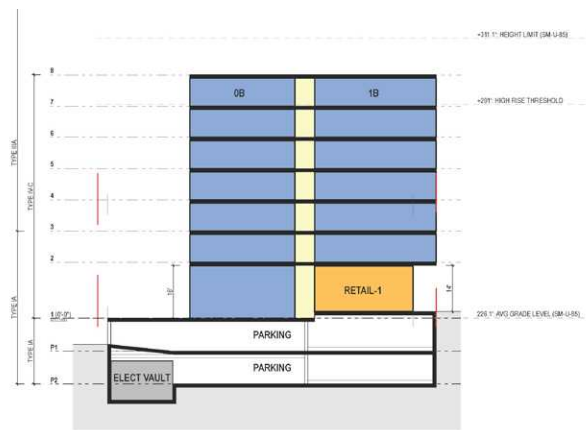 +311.1': HEIGHT LIMIT (SM-U-85)
8
0B
1B
7
+291': HIGH RISE THRESHOLD
6
TYPE IIIA
TYPE IV-C
5
4
3
2
RETAIL-1
14'
TYPE IA
1 (0'-0")
226.1': AVG GRADE LEVEL (SM-U-85)
PARKING
TYPE IA
P1
PARKING
ELECT VAULT
P2